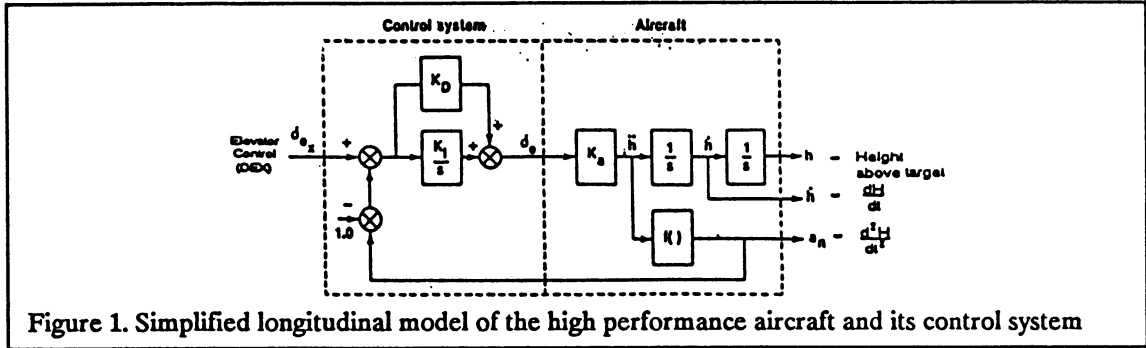 Control system
Aircraft
K_D
Elevator
Control
(DEX)
d_ex
+
+
K_I
s
+
d_e
K_a
ḧ
1
s
ḣ
1
s
h – Height
above target
ḣ – dH
dt
–
1.0
f( )
a_n – d²H
dt²
Figure 1. Simplified longitudinal model of the high performance aircraft and its control system